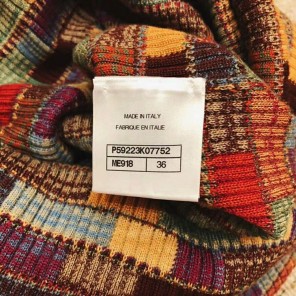 MADE IN ITALY
FABRIQUE EN ITALIE
P59223K07752
ME918 36